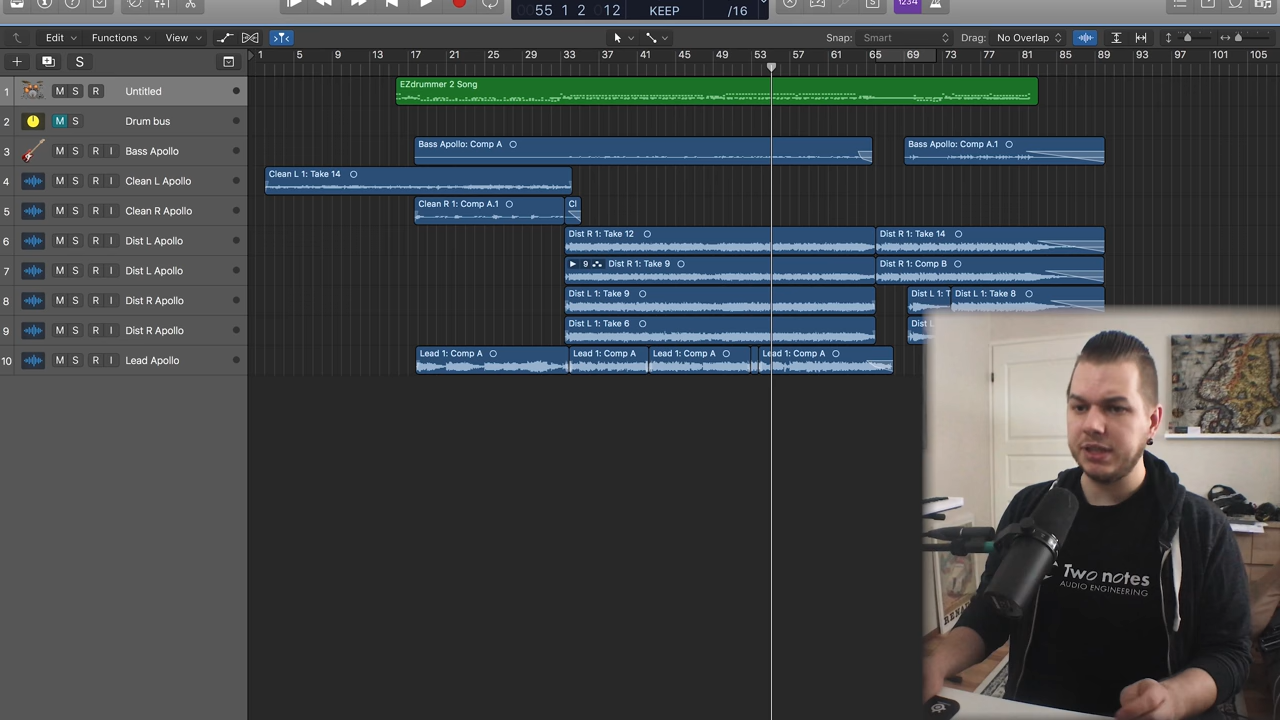 1234
55 1 2 012 KEEP /16
Edit Functions View Snap: Smart Drag: No Overlap
S
1 5 9 13 17 21 25 29 33 37 41 45 49 53 57 61 65 69 73 77 81 85 89 93 97 101 105
1 M S R Untitled EZdrummer 2 Song
2 M S Drum bus
3 M S R I Bass Apollo Bass Apollo: Comp A Bass Apollo: Comp A.1
4 M S R I Clean L Apollo Clean L 1: Take 14
5 M S R I Clean R Apollo Clean R 1: Comp A.1 Cl
6 M S R I Dist L Apollo Dist R 1: Take 12 Dist R 1: Take 14
7 M S R I Dist L Apollo 9 Dist R 1: Take 9 Dist R 1: Comp B
8 M S R I Dist R Apollo Dist L 1: Take 9 Dist L 1: T Dist L 1: Take 8
9 M S R I Dist R Apollo Dist L 1: Take 6 Dist L
10 M S R I Lead Apollo Lead 1: Comp A Lead 1: Comp A Lead 1: Comp A Lead 1: Comp A
Two notes
AUDIO ENGINEERING